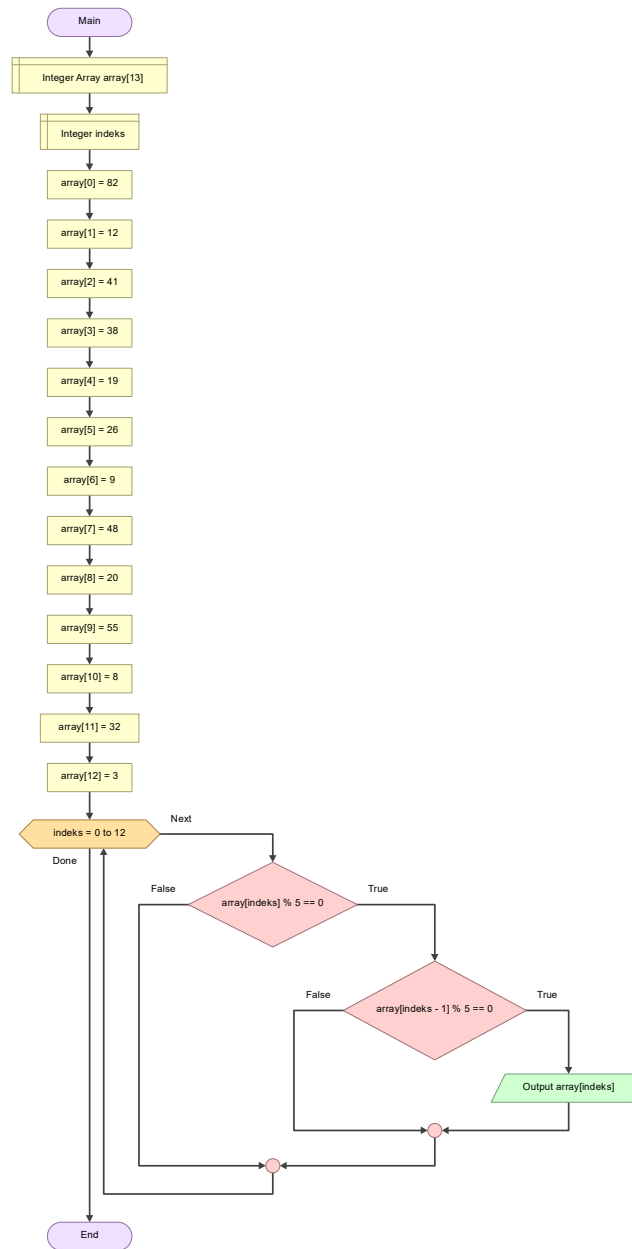 Main
Integer Array array[13]
Integer indeks
array[0] = 82
array[1] = 12
array[2] = 41
array[3] = 38
array[4] = 19
array[5] = 26
array[6] = 9
array[7] = 48
array[8] = 20
array[9] = 55
array[10] = 8
array[11] = 32
array[12] = 3
indeks = 0 to 12
Next
Done
False
True
array[indeks] % 5 == 0
False
True
array[indeks - 1] % 5 == 0
Output array[indeks]
End